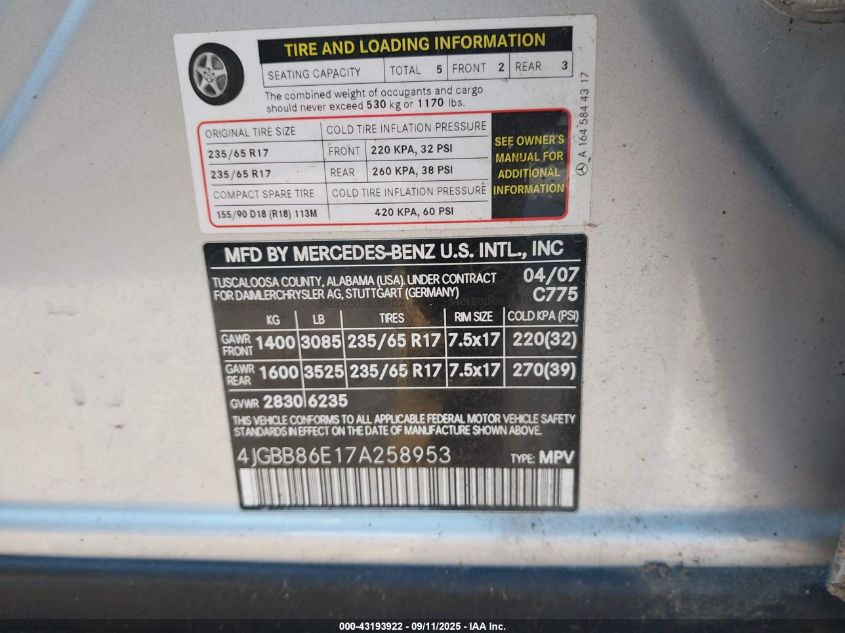 TIRE AND LOADING INFORMATION
SEATING CAPACITY TOTAL 5 FRONT 2 REAR 3
The combined weight of occupants and cargo
should never exceed 530 kg or 1170 lbs.
ORIGINAL TIRE SIZE COLD TIRE INFLATION PRESSURE
235/65 R17 FRONT 220 KPA, 32 PSI
235/65 R17 REAR 260 KPA, 38 PSI
COMPACT SPARE TIRE COLD TIRE INFLATION PRESSURE
155/90 D18 (R18) 113M 420 KPA, 60 PSI
SEE OWNER'S
MANUAL FOR
ADDITIONAL
INFORMATION
A 164 584 43 17
MFD BY MERCEDES-BENZ U.S. INTL., INC
TUSCALOOSA COUNTY, ALABAMA (USA). UNDER CONTRACT 04/07
FOR DAIMLERCHRYSLER AG, STUTTGART (GERMANY) C775
KG LB TIRES RIM SIZE COLD KPA (PSI)
GAWR FRONT 1400 3085 235/65 R17 7.5x17 220(32)
GAWR REAR 1600 3525 235/65 R17 7.5x17 270(39)
GVWR 2830 6235
THIS VEHICLE CONFORMS TO ALL APPLICABLE FEDERAL MOTOR VEHICLE SAFETY
STANDARDS IN EFFECT ON THE DATE OF MANUFACTURE SHOWN ABOVE.
4JGBB86E17A258953 TYPE: MPV
000-43193922 - 09/11/2025 - IAA Inc.